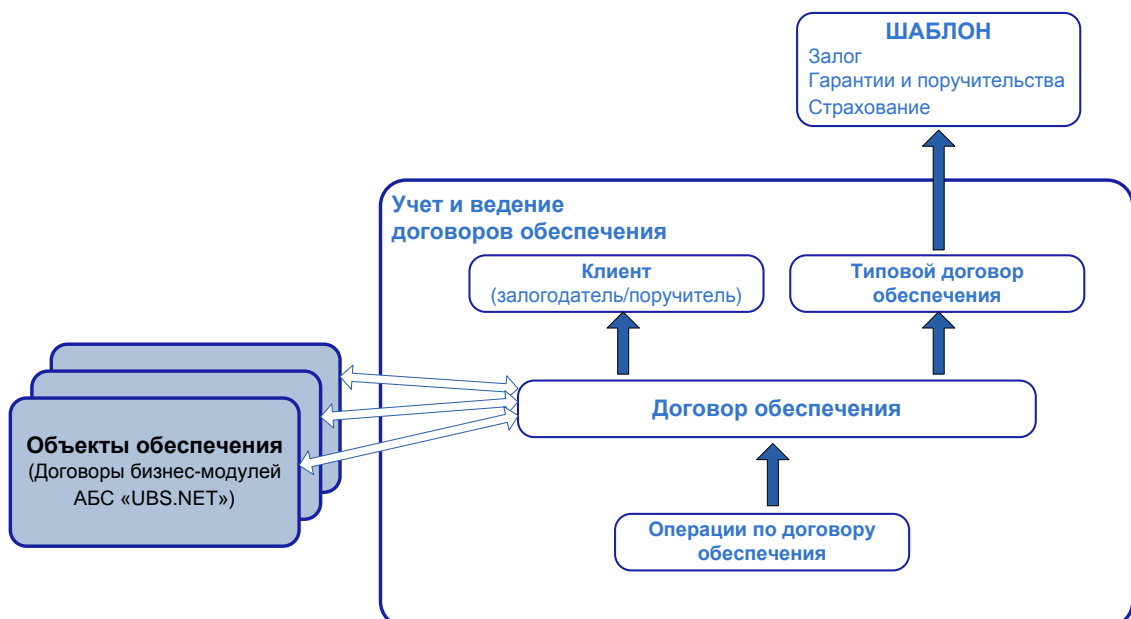 ШАБЛОН
Залог
Гарантии и поручительства
Страхование
Учет и ведение
договоров обеспечения
Клиент
(залогодатель/поручитель)
Типовой договор
обеспечения
Договор обеспечения
Объекты обеспечения
(Договоры бизнес-модулей
АБС «UBS.NET»)
Операции по договору
обеспечения